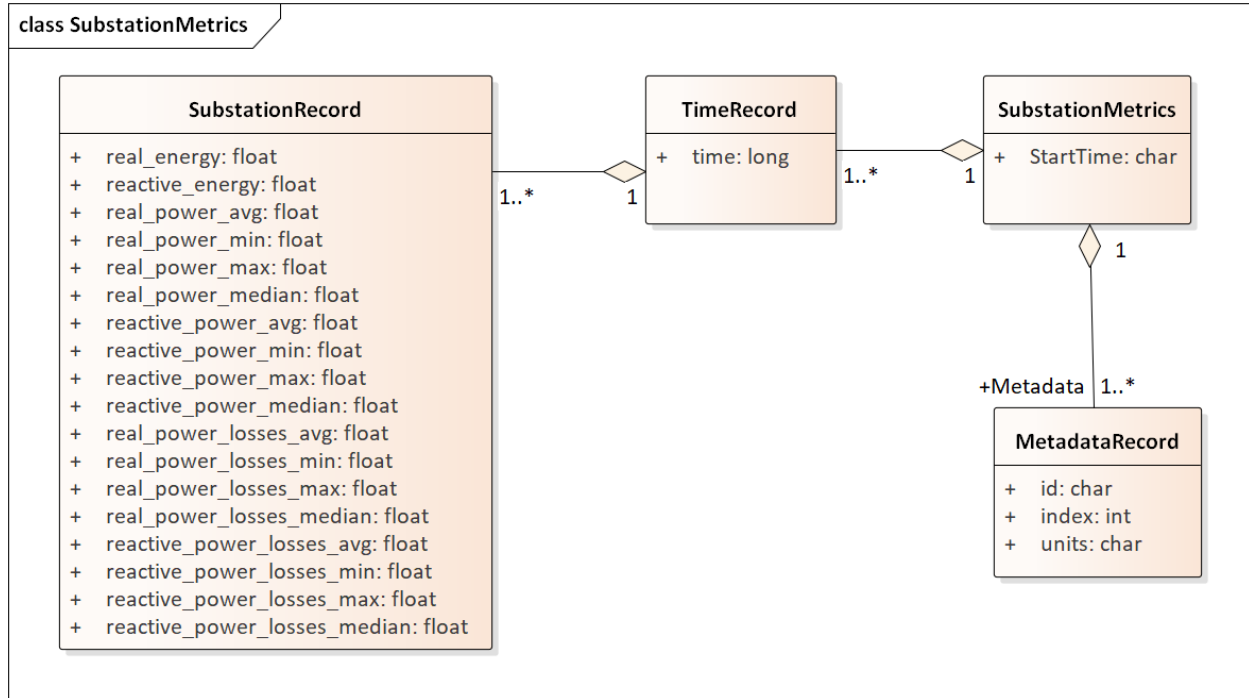 class SubstationMetrics
SubstationRecord
+ real_energy: float
+ reactive_energy: float
+ real_power_avg: float
+ real_power_min: float
+ real_power_max: float
+ real_power_median: float
+ reactive_power_avg: float
+ reactive_power_min: float
+ reactive_power_max: float
+ reactive_power_median: float
+ real_power_losses_avg: float
+ real_power_losses_min: float
+ real_power_losses_max: float
+ real_power_losses_median: float
+ reactive_power_losses_avg: float
+ reactive_power_losses_min: float
+ reactive_power_losses_max: float
+ reactive_power_losses_median: float
1..*
1
TimeRecord
+ time: long
1..*
1
SubstationMetrics
+ StartTime: char
1
+Metadata 1..*
MetadataRecord
+ id: char
+ index: int
+ units: char